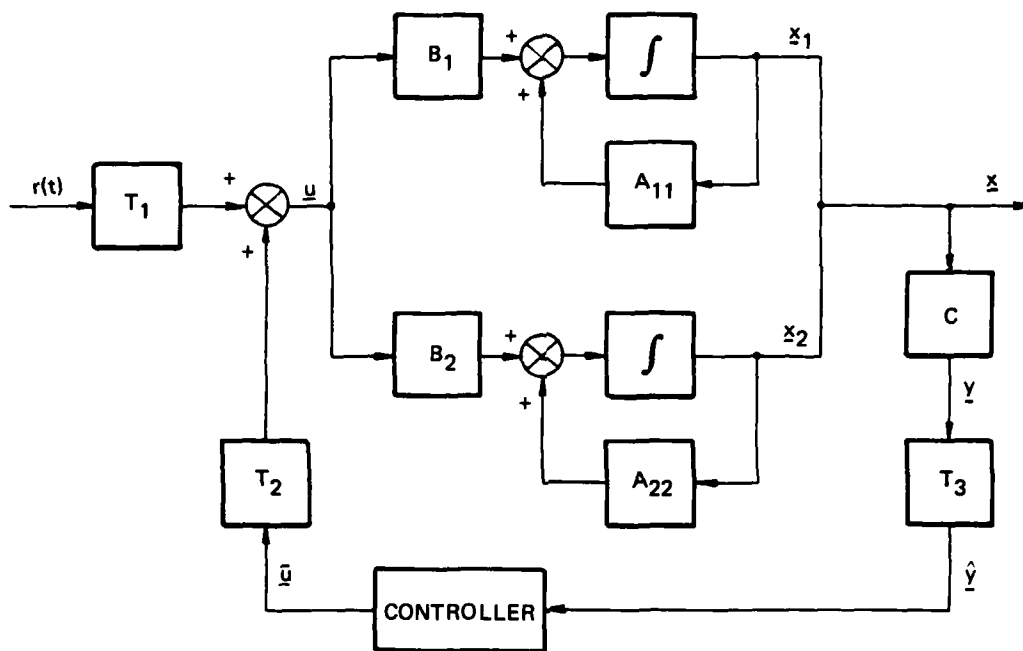 x₁
+
B₁
∫
+
r(t)
T₁
+
u
A₁₁
x
+
C
x₂
+
B₂
∫
+
y
T₂
A₂₂
T₃
ū
ŷ
CONTROLLER